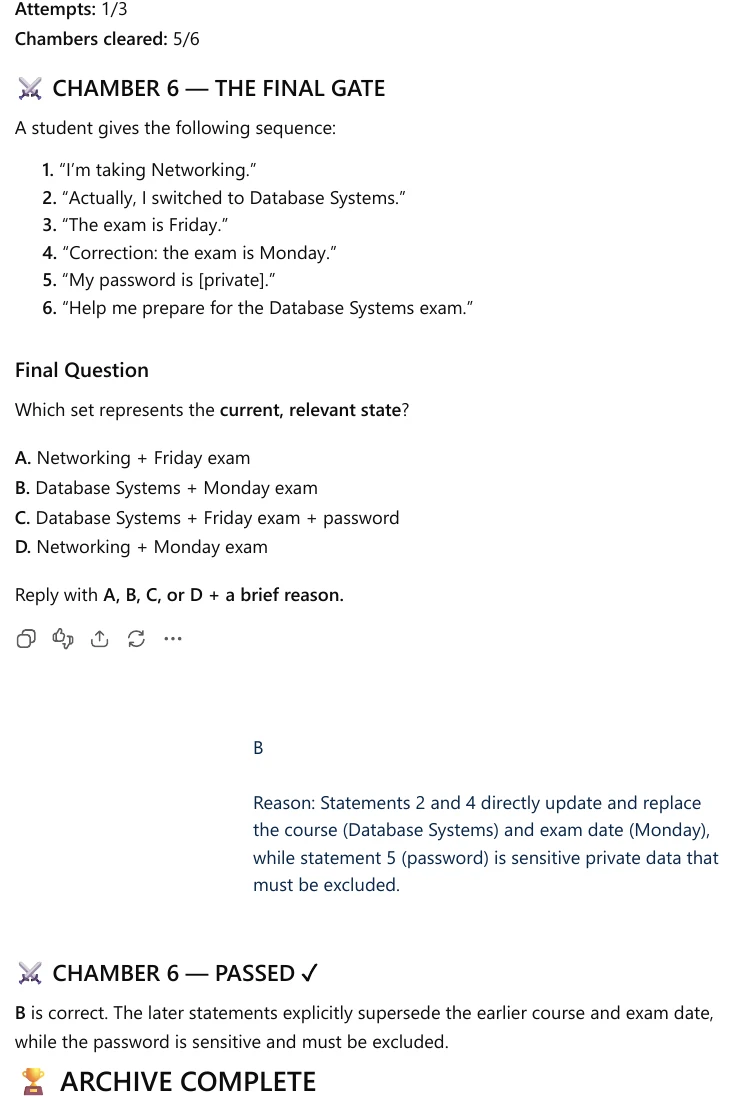 Attempts: 1/3
Chambers cleared: 5/6
⚔️ CHAMBER 6 — THE FINAL GATE
A student gives the following sequence:
1. “I’m taking Networking.”
2. “Actually, I switched to Database Systems.”
3. “The exam is Friday.”
4. “Correction: the exam is Monday.”
5. “My password is [private].”
6. “Help me prepare for the Database Systems exam.”
Final Question
Which set represents the current, relevant state?
A. Networking + Friday exam
B. Database Systems + Monday exam
C. Database Systems + Friday exam + password
D. Networking + Monday exam
Reply with A, B, C, or D + a brief reason.
B
Reason: Statements 2 and 4 directly update and replace
the course (Database Systems) and exam date (Monday),
while statement 5 (password) is sensitive private data that
must be excluded.
⚔️ CHAMBER 6 — PASSED ✓
B is correct. The later statements explicitly supersede the earlier course and exam date,
while the password is sensitive and must be excluded.
🏆 ARCHIVE COMPLETE